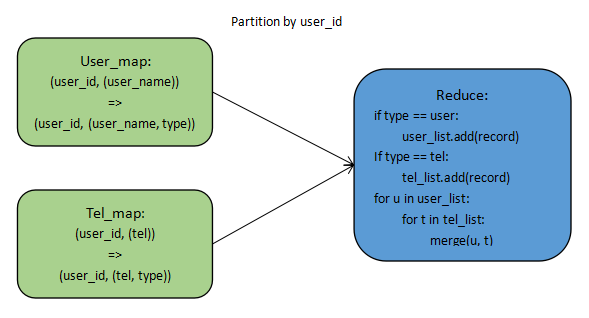 Partition by user_id
User_map:
(user_id, (user_name))
=>
(user_id, (user_name, type))
Tel_map:
(user_id, (tel))
=>
(user_id, (tel, type))
Reduce:
if type == user:
user_list.add(record)
If type == tel:
tel_list.add(record)
for u in user_list:
for t in tel_list:
merge(u, t)